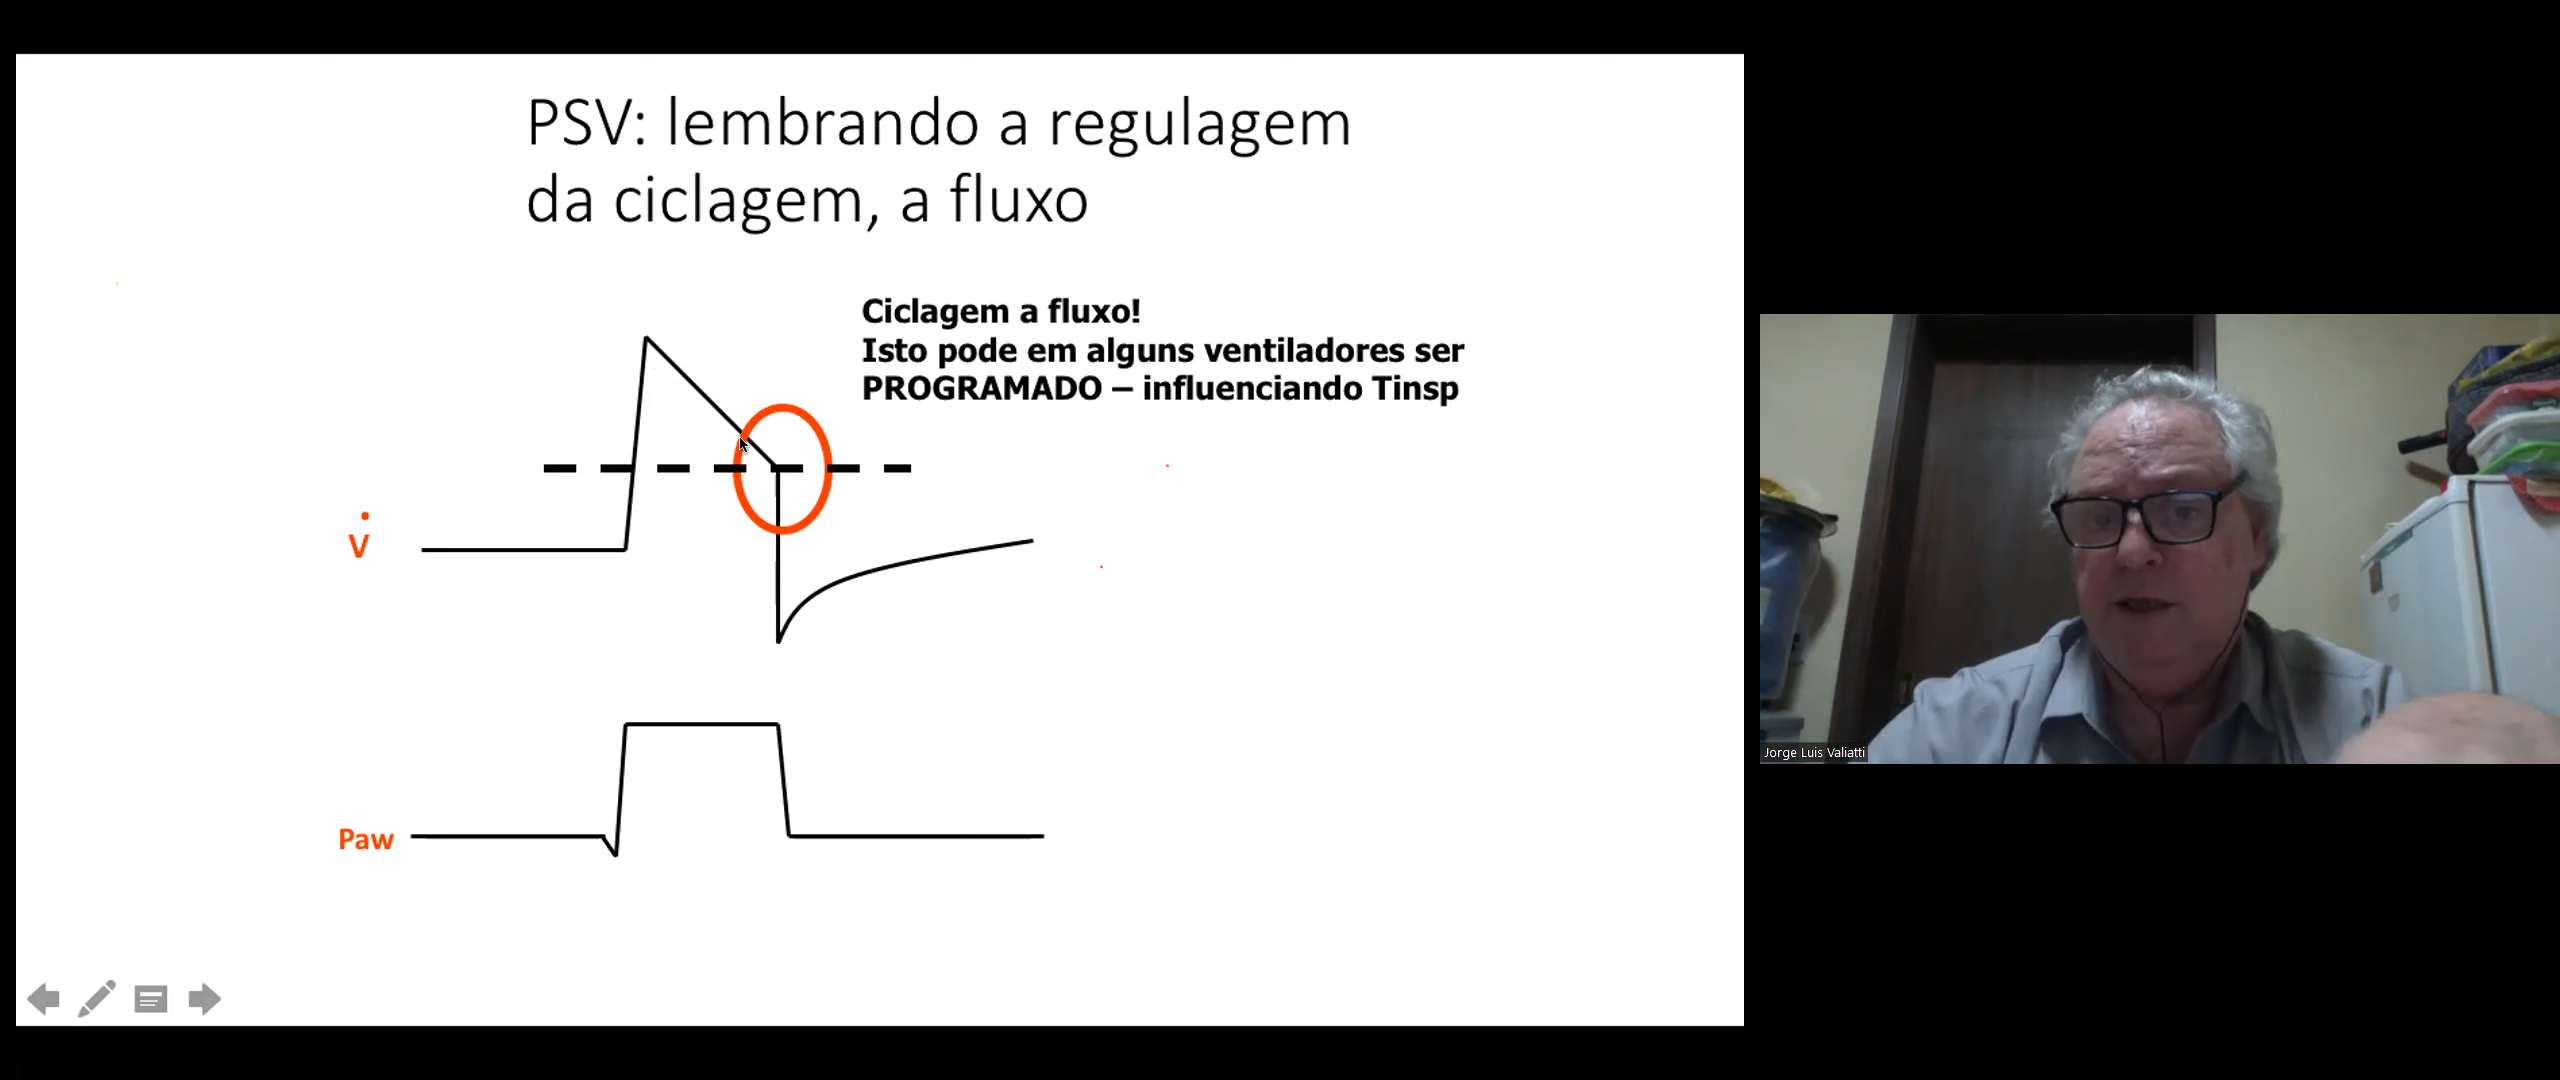 PSV: lembrando a regulagem
da ciclagem, a fluxo
Ciclagem a fluxo!
Isto pode em alguns ventiladores ser
PROGRAMADO – influenciando Tinsp
V̇
Paw
Jorge Luis Valiatti